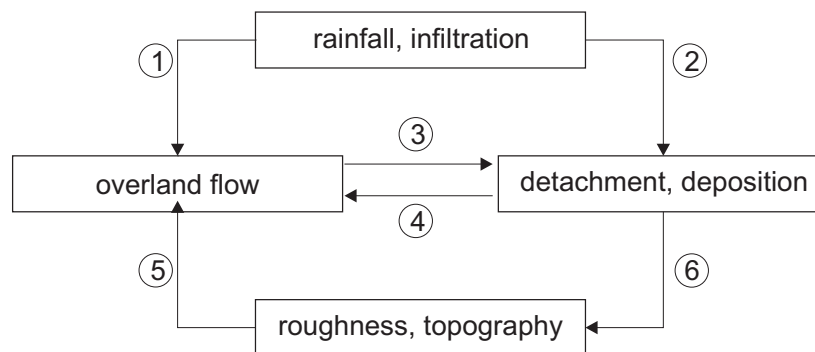 rainfall, infiltration
1
2
3
overland flow
detachment, deposition
4
5
6
roughness, topography